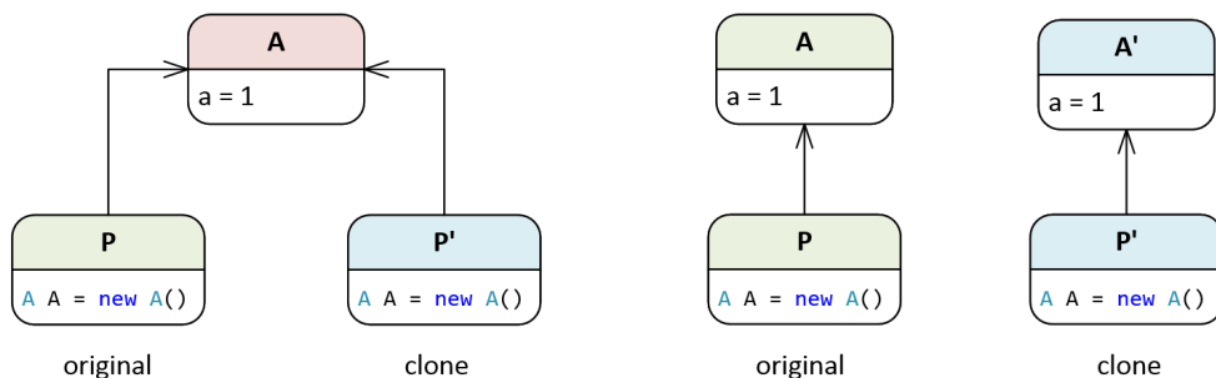 A
a = 1
P
A A = new A()
original
P'
A A = new A()
clone
A
a = 1
P
A A = new A()
original
A'
a = 1
P'
A A = new A()
clone